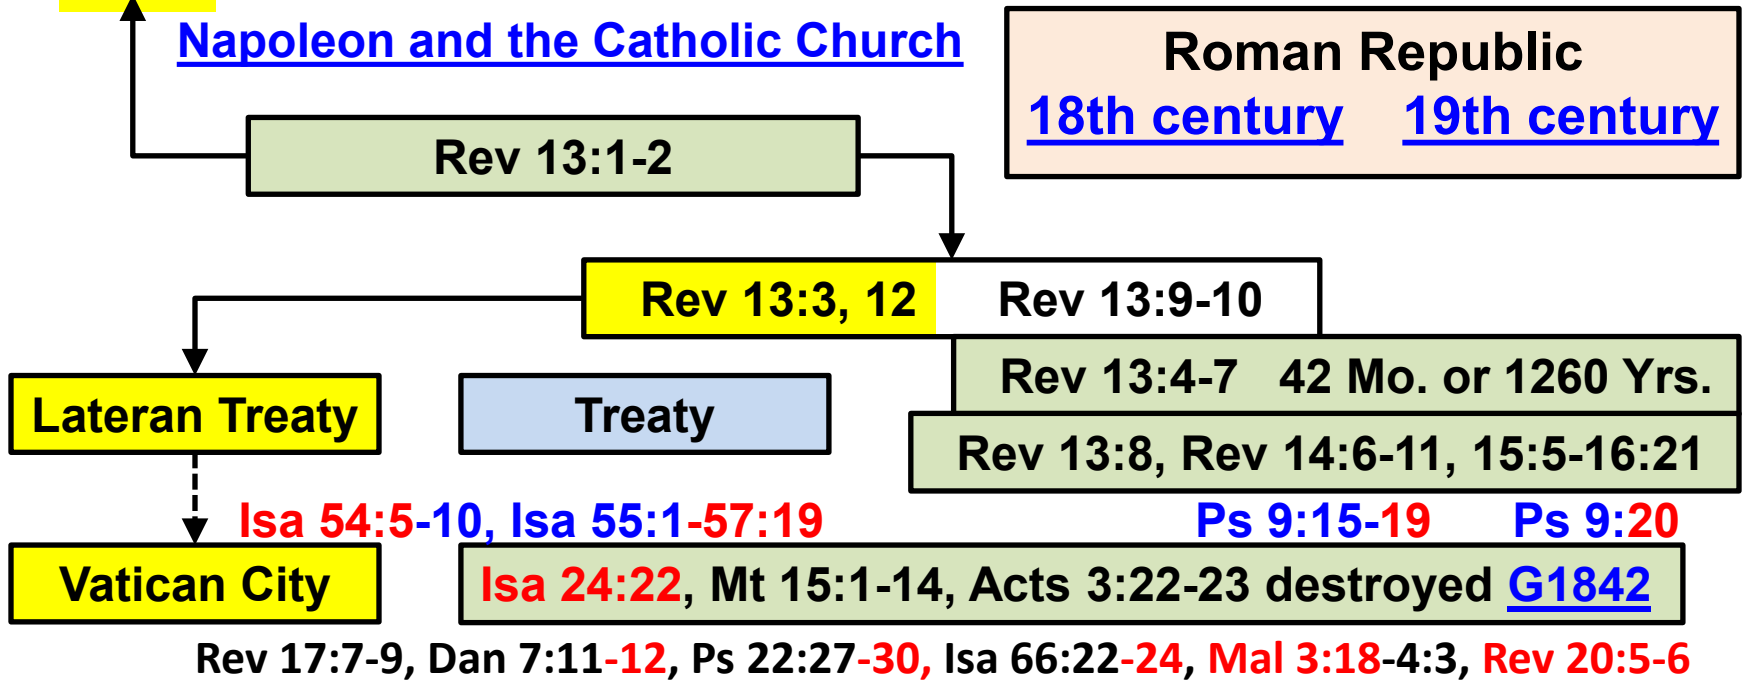 Napoleon and the Catholic Church
Roman Republic
18th century 19th century
Rev 13:1-2
Rev 13:3, 12 Rev 13:9-10
Rev 13:4-7 42 Mo. or 1260 Yrs.
Lateran Treaty Treaty
Rev 13:8, Rev 14:6-11, 15:5-16:21
Isa 54:5-10, Isa 55:1-57:19 Ps 9:15-19 Ps 9:20
Vatican City Isa 24:22, Mt 15:1-14, Acts 3:22-23 destroyed G1842
Rev 17:7-9, Dan 7:11-12, Ps 22:27-30, Isa 66:22-24, Mal 3:18-4:3, Rev 20:5-6